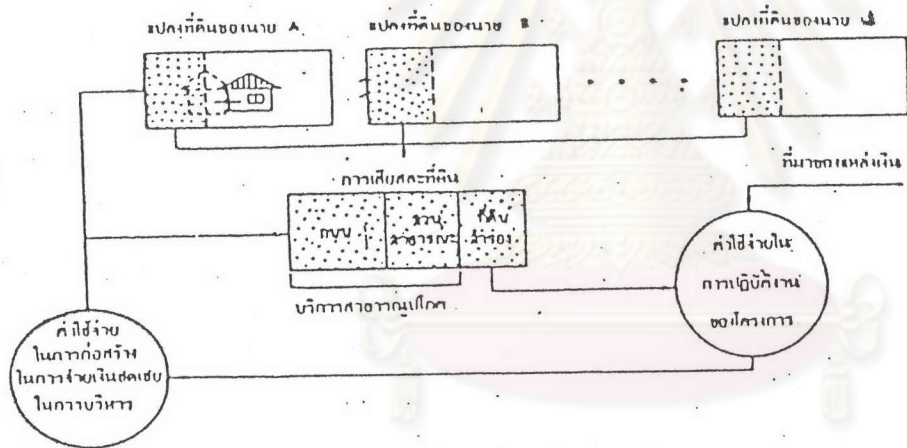 แปลงที่ดินของนาย A
แปลงที่ดินของนาย B
แปลงที่ดินของนาย
ที่มาของแหล่งเงิน
การเสียสละที่ดิน
ถนน
สวน
สาธารณะ
ที่ดิน
สำรอง
บริการสาธารณูปโภค
ค่าใช้จ่ายใน
การปฏิบัติงาน
ของโครงการ
ค่าใช้จ่าย
ในการก่อสร้าง
ในการจ่ายเงินชดเชย
ในการบริหาร